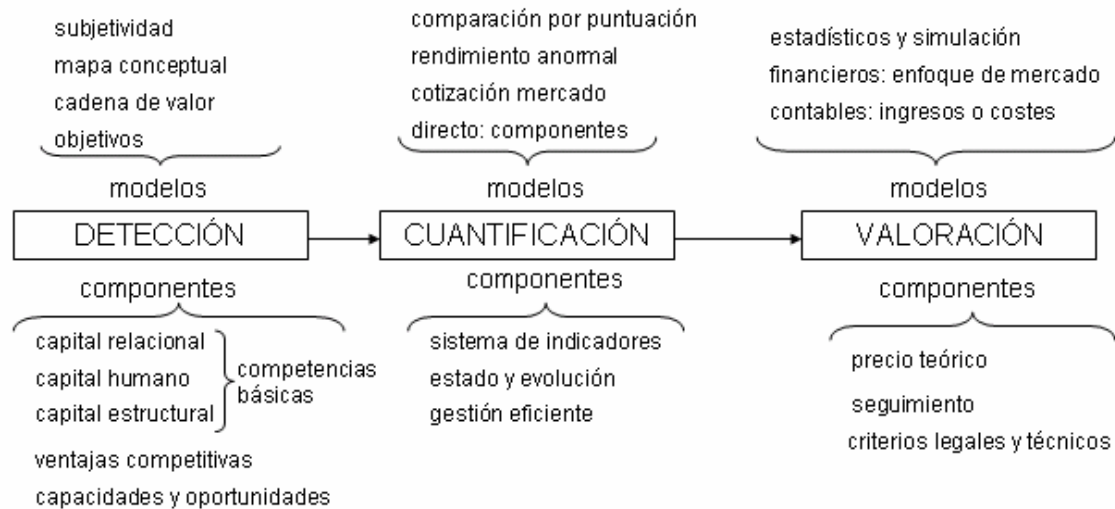 subjetividad
mapa conceptual
cadena de valor
objetivos
modelos
DETECCIÓN
componentes
capital relacional
capital humano
capital estructural
competencias
básicas
ventajas competitivas
capacidades y oportunidades
comparación por puntuación
rendimiento anormal
cotización mercado
directo: componentes
modelos
CUANTIFICACIÓN
componentes
sistema de indicadores
estado y evolución
gestión eficiente
estadísticos y simulación
financieros: enfoque de mercado
contables: ingresos o costes
modelos
VALORACIÓN
componentes
precio teórico
seguimiento
criterios legales y técnicos